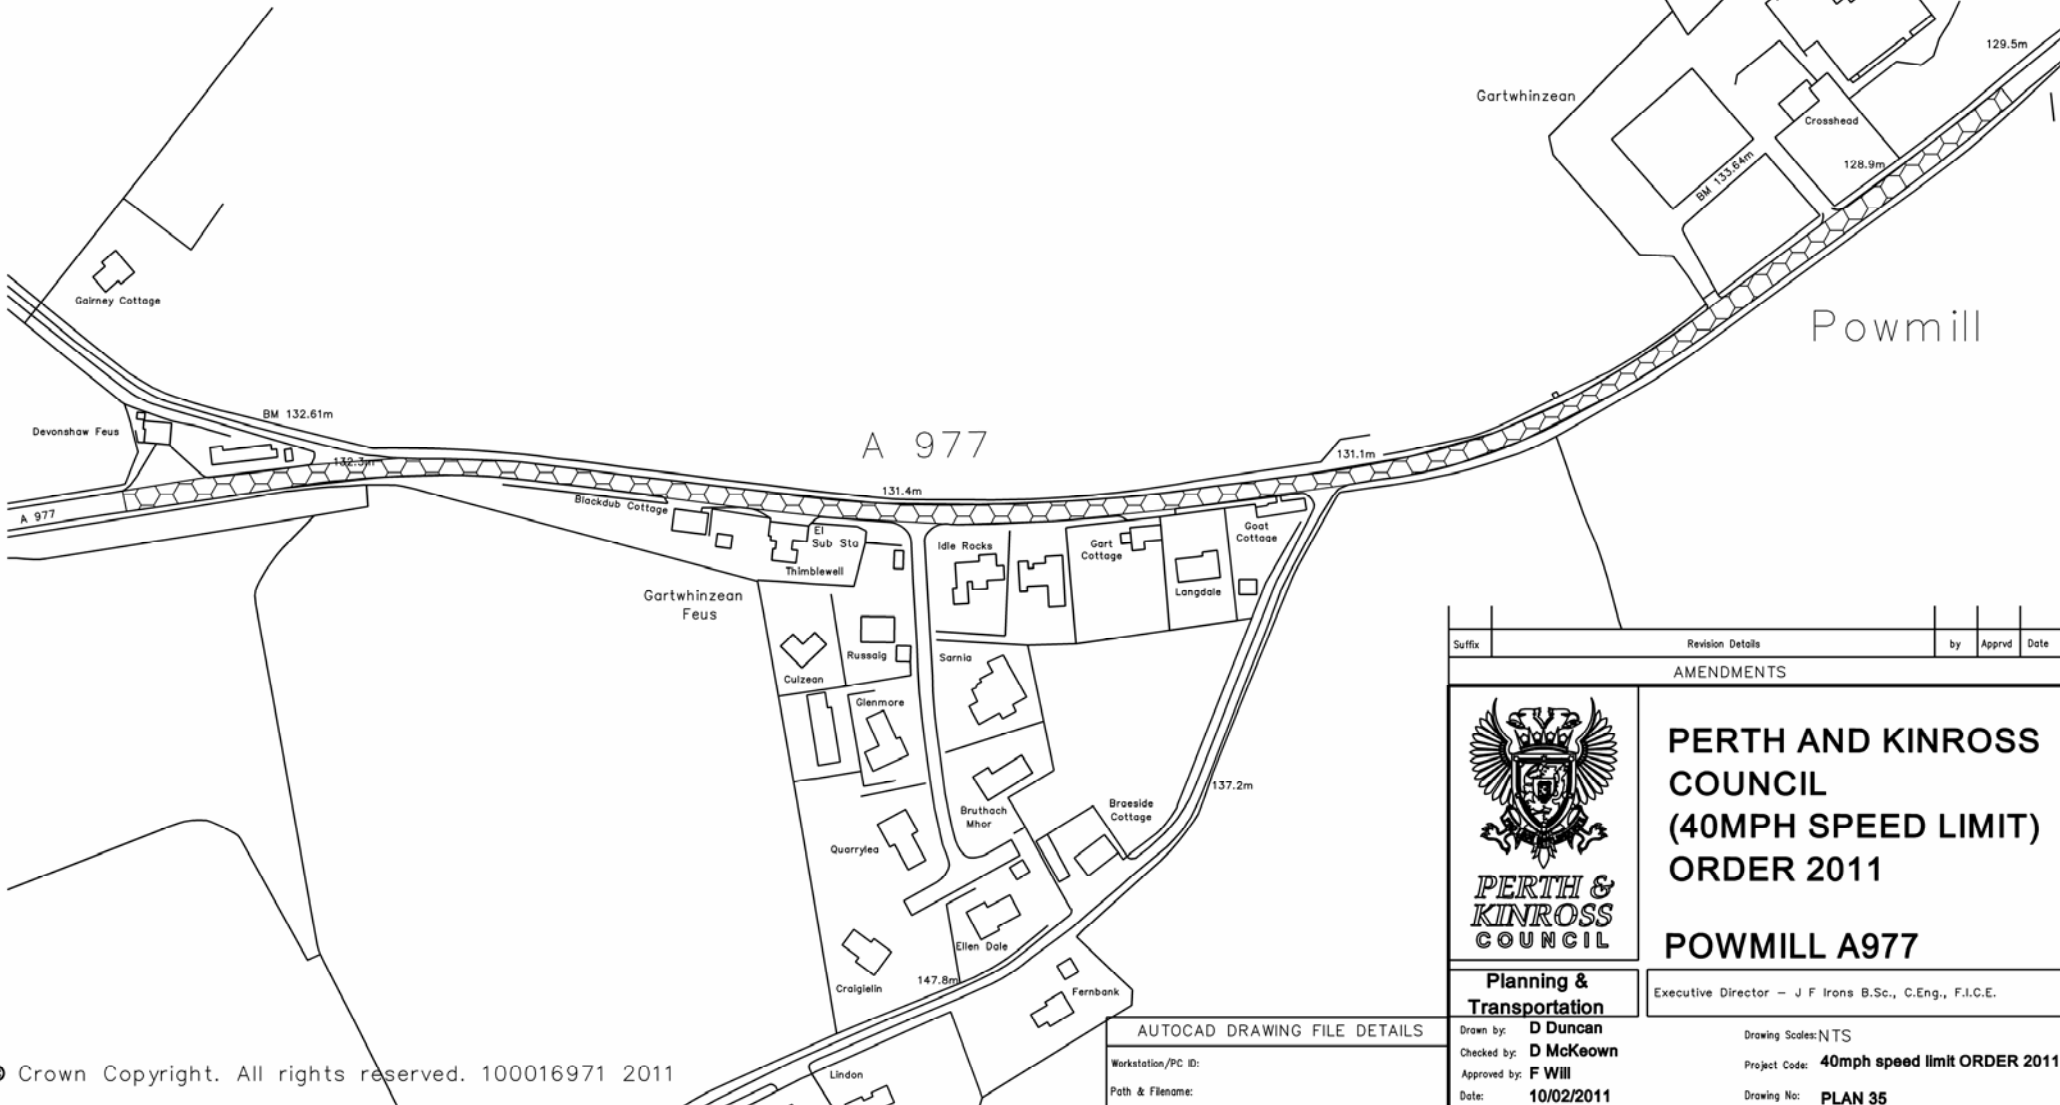 129.5m
Gartwhinzean
Crosshead
128.9m
BM 133.64m
Gairney Cottage
Powmill
BM 132.61m
Devonshaw Feus
A 977
132.3m
131.1m
131.4m
A 977
Blackdub Cottage
El
Sub Sta
Thimblewell
Idle Rocks
Gart
Cottage
Goat
Cottage
Langdale
Gartwhinzean
Feus
Russaig
Sarnia
Culzean
Glenmore
137.2m
Bruthach
Mhor
Braeside
Cottage
Quarrylea
Ellen Dale
147.8m
Craigielin
Fernbank
Lindon
© Crown Copyright. All rights reserved. 100016971 2011
Suffix Revision Details by Apprvd Date
AMENDMENTS
PERTH AND KINROSS
COUNCIL
(40MPH SPEED LIMIT)
ORDER 2011
POWMILL A977
PERTH &
KINROSS
COUNCIL
Planning &
Transportation
Executive Director – J F Irons B.Sc., C.Eng., F.I.C.E.
AUTOCAD DRAWING FILE DETAILS
Workstation/PC ID:
Path & Filename:
Drawn by: D Duncan
Checked by: D McKeown
Approved by: F Will
Date: 10/02/2011
Drawing Scales: NTS
Project Code: 40mph speed limit ORDER 2011
Drawing No: PLAN 35